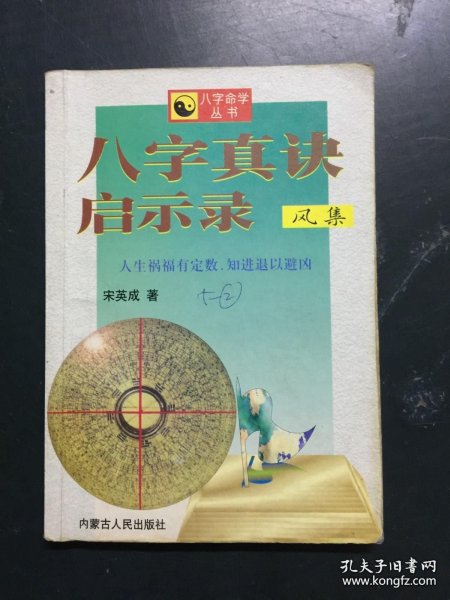 八字命学
丛书
八字真诀
启示录
风集
人生祸福有定数.知进退以避凶
宋英成 著
内蒙古人民出版社
孔夫子旧书网
www.kongfz.com